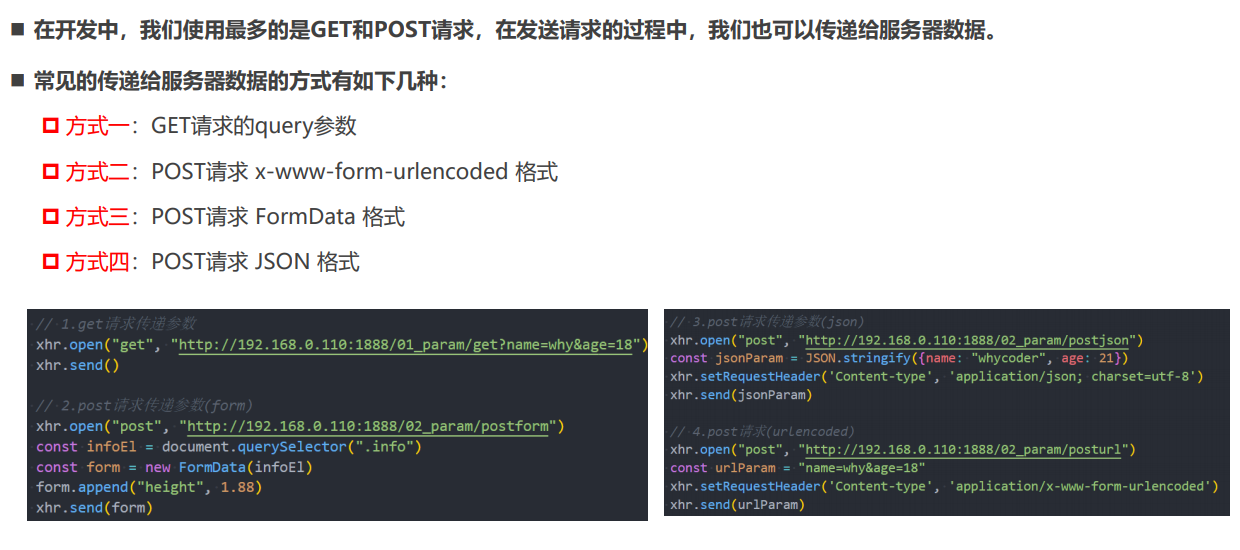 在开发中，我们使用最多的是GET和POST请求，在发送请求的过程中，我们也可以传递给服务器数据。
常见的传递给服务器数据的方式有如下几种：
方式一：GET请求的query参数
方式二：POST请求 x-www-form-urlencoded 格式
方式三：POST请求 FormData 格式
方式四：POST请求 JSON 格式
// 1.get请求传递参数
xhr.open("get", "http://192.168.0.110:1888/01_param/get?name=why&age=18")
xhr.send()
// 2.post请求传递参数(form)
xhr.open("post", "http://192.168.0.110:1888/02_param/postform")
const infoEl = document.querySelector(".info")
const form = new FormData(infoEl)
form.append("height", 1.88)
xhr.send(form)
// 3.post请求传递参数(json)
xhr.open("post", "http://192.168.0.110:1888/02_param/postjson")
const jsonParam = JSON.stringify({name: "whycoder", age: 21})
xhr.setRequestHeader('Content-type', 'application/json; charset=utf-8')
xhr.send(jsonParam)
// 4.post请求(urlencoded)
xhr.open("post", "http://192.168.0.110:1888/02_param/posturl")
const urlParam = "name=why&age=18"
xhr.setRequestHeader('Content-type', 'application/x-www-form-urlencoded')
xhr.send(urlParam)